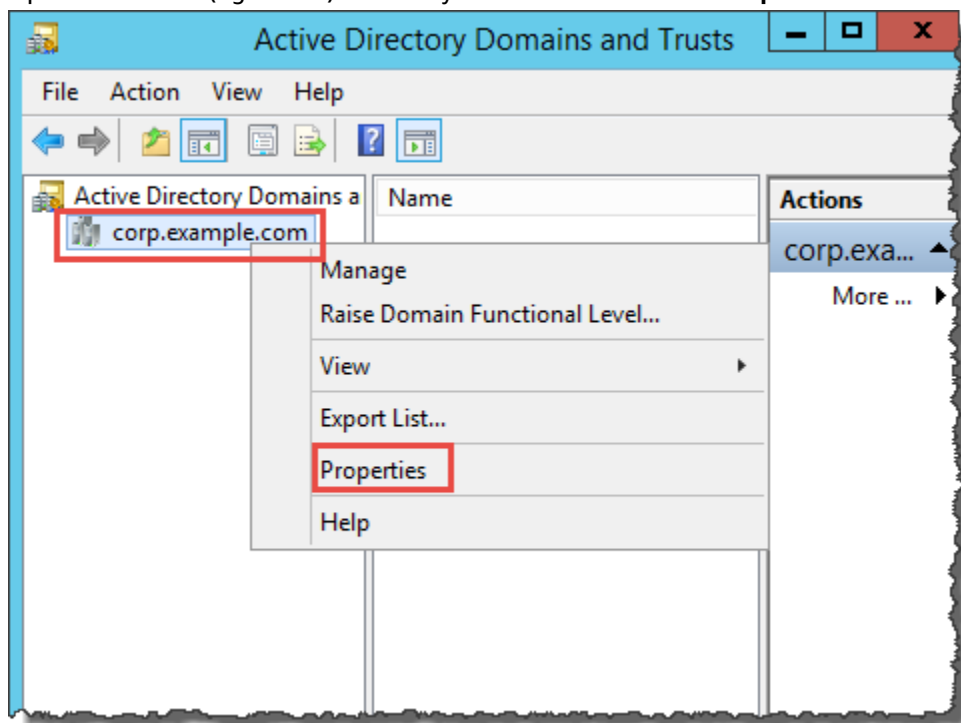 Active Directory Domains and Trusts
File Action View Help
Active Directory Domains a
Name
Actions
corp.example.com
corp.exa...
More ...
Manage
Raise Domain Functional Level...
View
Export List...
Properties
Help